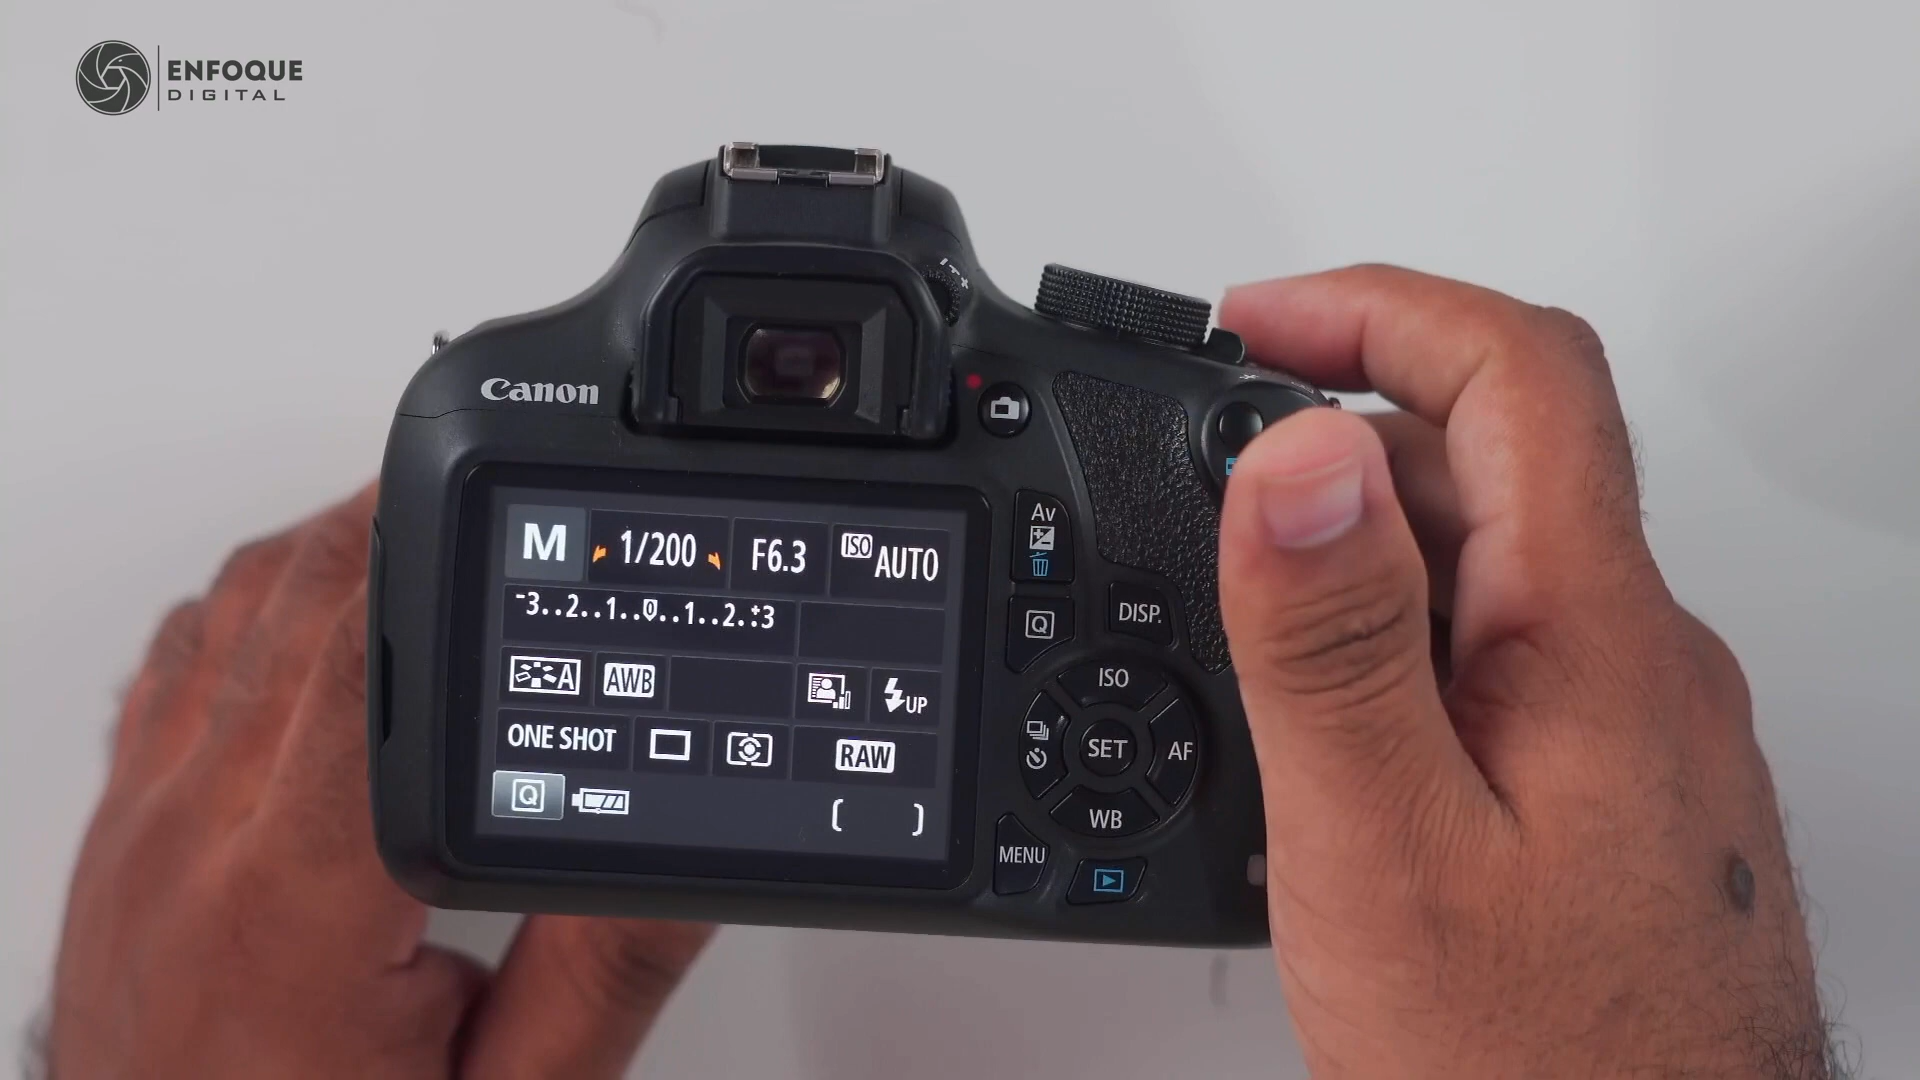 ENFOQUE
DIGITAL
Canon
M 1/200 F6.3 ISO AUTO
-3..2..1..0..1..2.:+3
A AWB UP
ONE SHOT RAW
Q [ ]
Av
Q DISP.
ISO
SET AF
WB
MENU